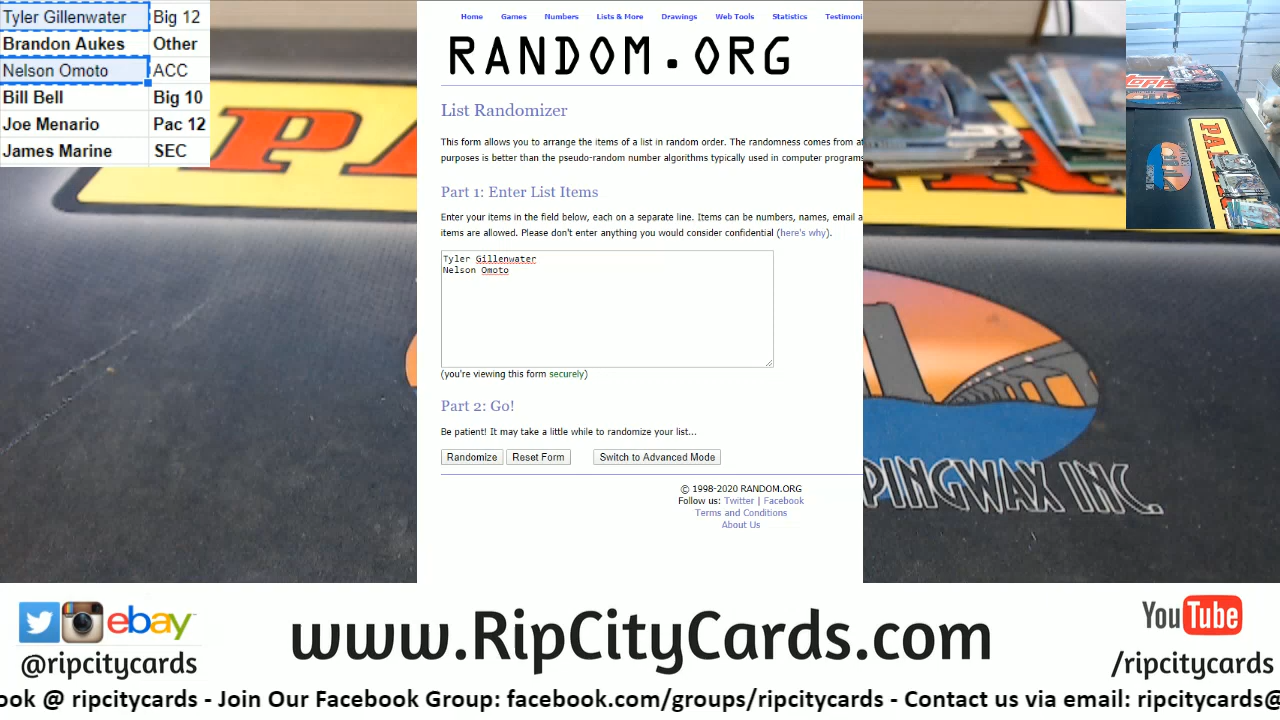 Tyler Gillenwater Big 12
Brandon Aukes Other
Nelson Omoto ACC
Bill Bell Big 10
Joe Menario Pac 12
James Marine SEC
Home Games Numbers Lists & More Drawings Web Tools Statistics Testimoni
RANDOM.ORG
List Randomizer
This form allows you to arrange the items of a list in random order. The randomness comes from at
purpose is better than the pseudo-random number algorithms typically used in computer programs
Part 1: Enter List Items
Enter your items in the field below, each on a separate line. Items can be numbers, names, email a
items are allowed. Please don't enter anything you would consider confidential (here's why).
Tyler Gillenwater
Nelson Omoto
(you're viewing this form securely)
Part 2: Go!
Be patient! It may take a little while to randomize your list...
Randomize Reset Form Switch to Advanced Mode
© 1998-2020 RANDOM.ORG
Follow us: Twitter | Facebook
Terms and Conditions
About Us
PA
Topps
PINGWAX INC.
ebay
@ripcitycards
www.RipCityCards.com
YouTube
/ripcitycards
ook @ ripcitycards - Join Our Facebook Group: facebook.com/groups/ripcitycards - Contact us via email: ripcitycards@